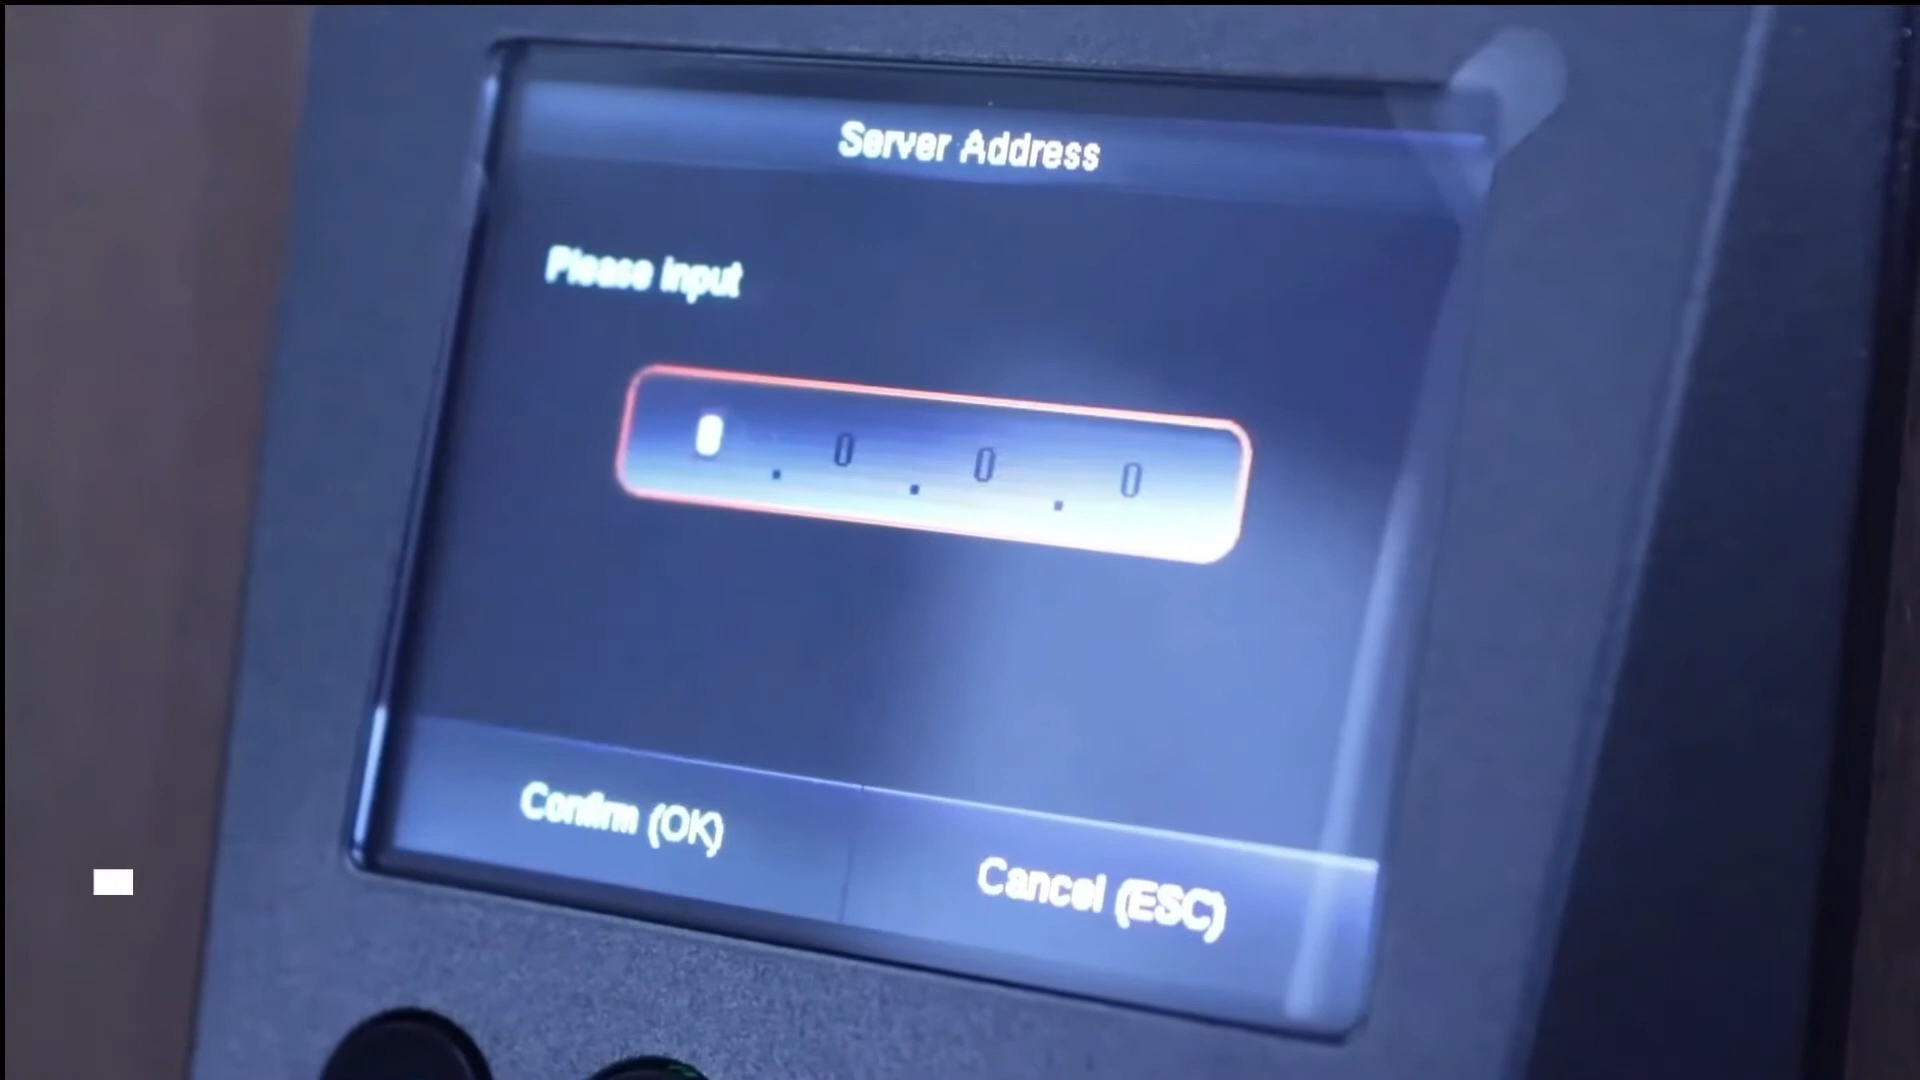 Server Address
Please input
0 . 0 . 0 . 0
Confirm (OK)
Cancel (ESC)